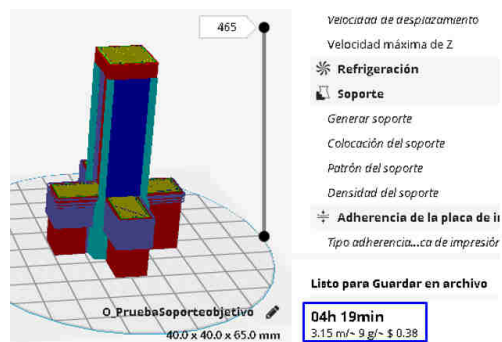 465
O_PruebaSoporteobjetivo
40.0 x 40.0 x 65.0 mm
Velocidad de desplazamiento
Velocidad máxima de Z
Refrigeración
Soporte
Generar soporte
Colocación del soporte
Patrón del soporte
Densidad del soporte
Adherencia de la placa de i
Tipo adherencia...ca de impresión
Listo para Guardar en archivo
04h 19min
3.15 m/~ 9 g/~ $ 0.38